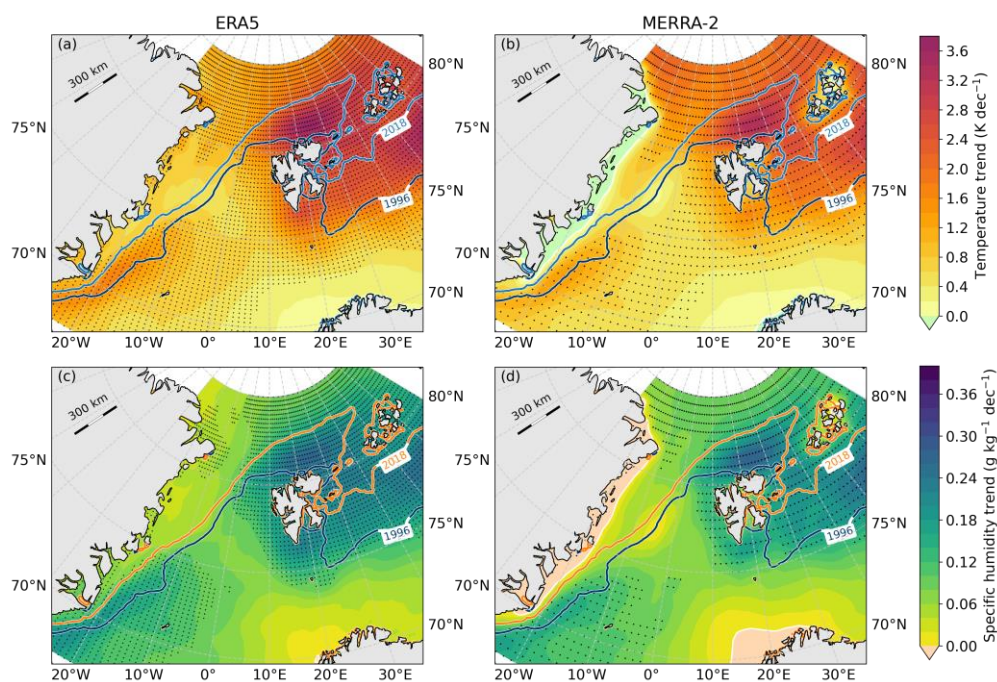 ERA5
MERRA-2
(a)
300 km
2018
1996
80°N
75°N
75°N
70°N
70°N
20°W 10°W 0° 10°E 20°E 30°E
(b)
300 km
2018
1996
80°N
75°N
75°N
70°N
70°N
20°W 10°W 0° 10°E 20°E 30°E
3.6
3.2
2.8
2.4
2.0
1.6
1.2
0.8
0.4
0.0
Temperature trend (K dec⁻¹)
(c)
300 km
2018
1996
80°N
75°N
75°N
70°N
70°N
20°W 10°W 0° 10°E 20°E 30°E
(d)
300 km
2018
1996
80°N
75°N
75°N
70°N
70°N
20°W 10°W 0° 10°E 20°E 30°E
0.36
0.30
0.24
0.18
0.12
0.06
0.00
Specific humidity trend (g kg⁻¹ dec⁻¹)